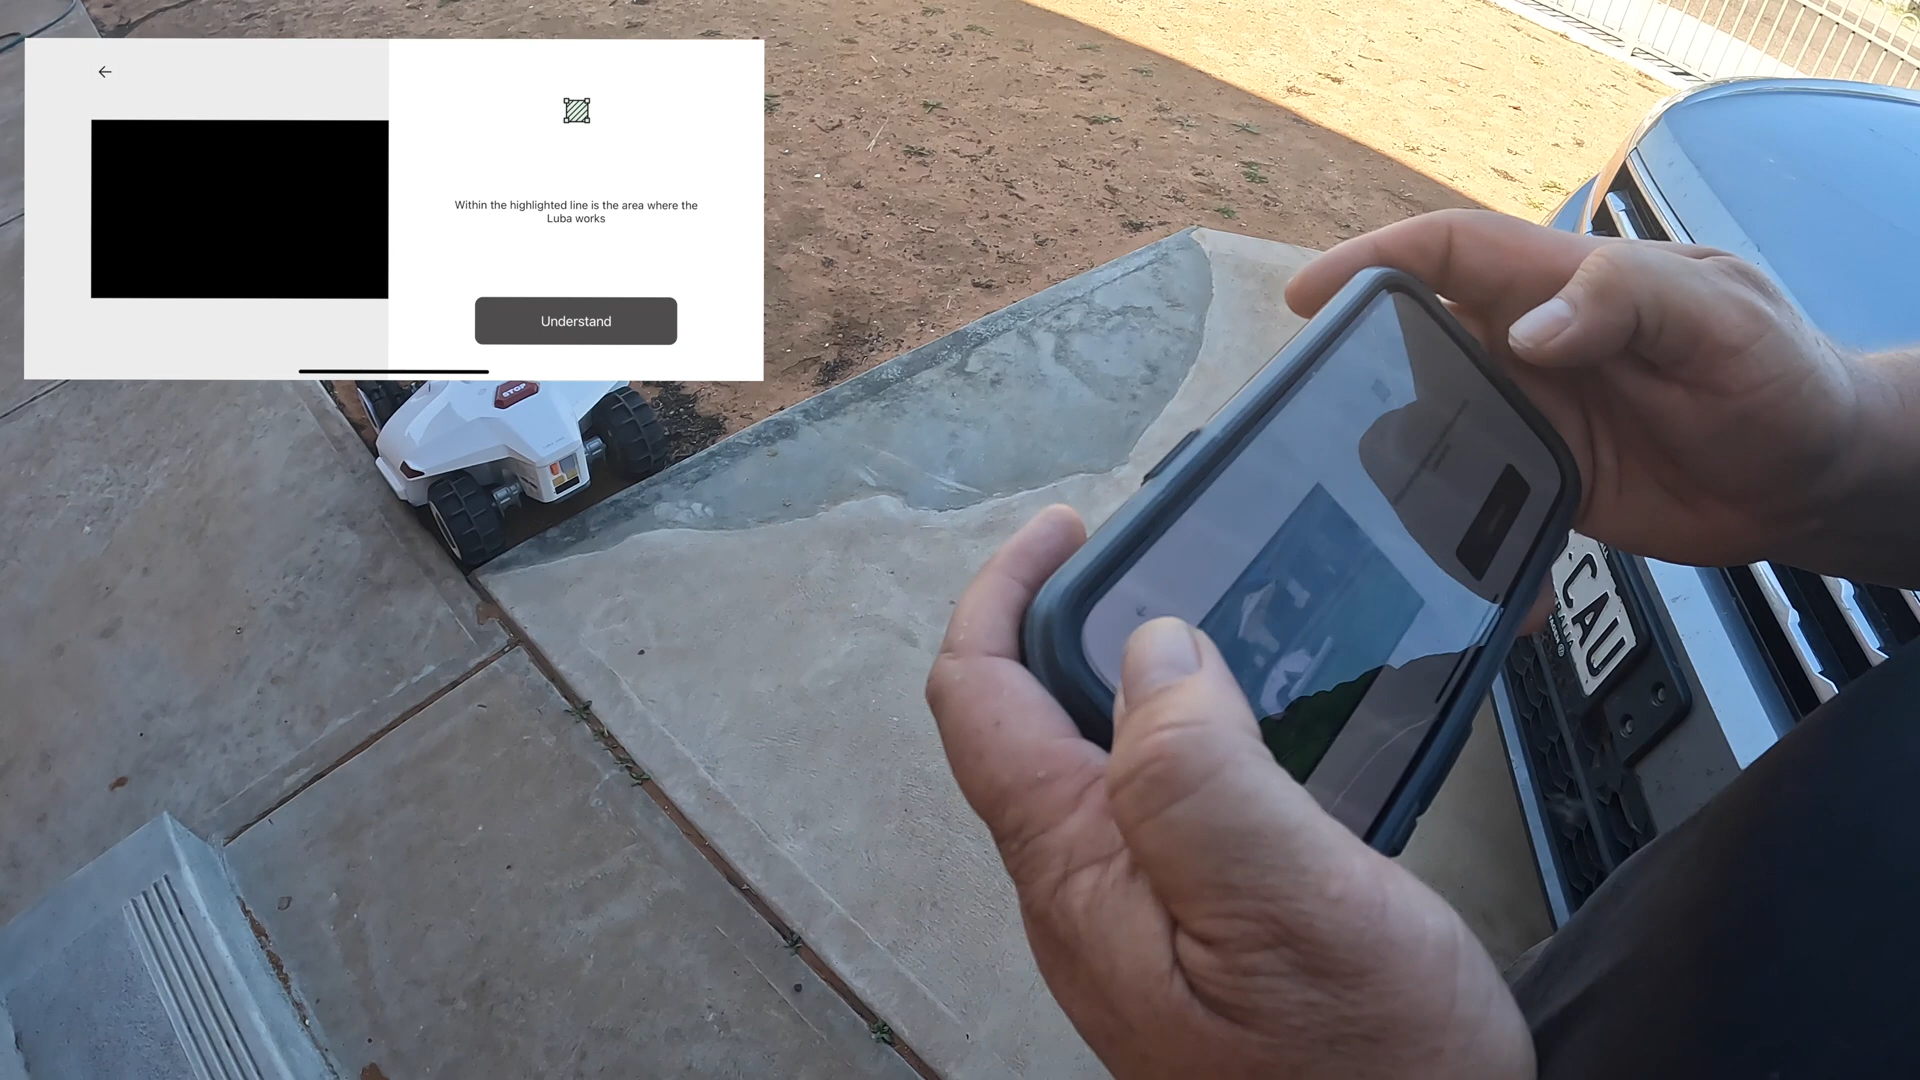 Within the highlighted line is the area where the
Luba works
Understand
STOP
CAU